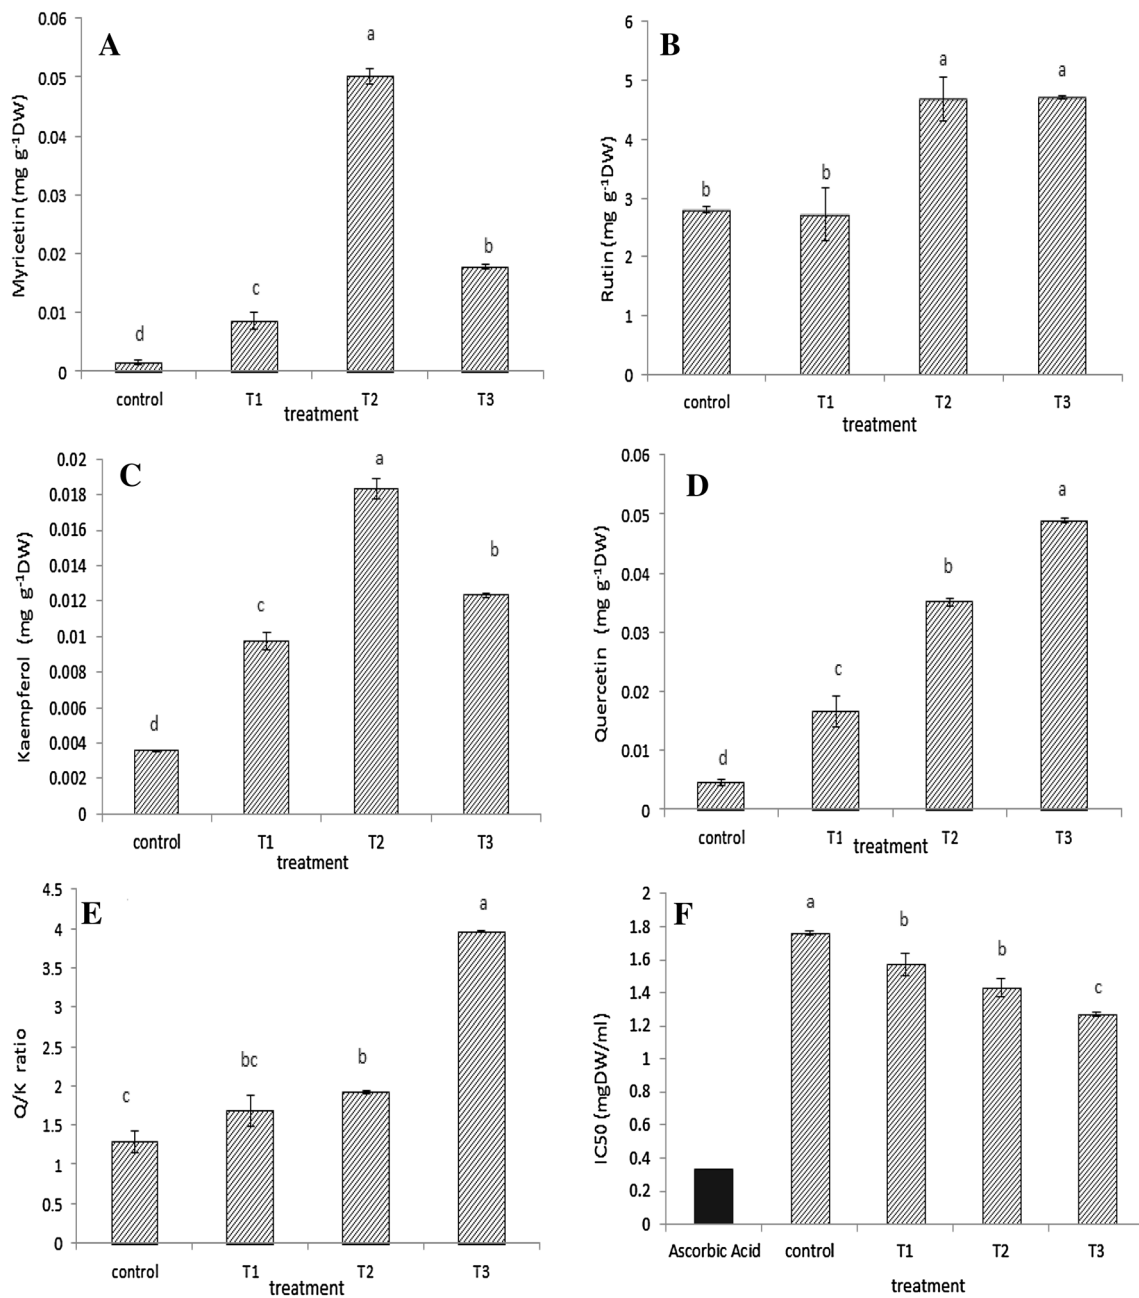 A
Myricetin (mg g-1DW)
0.06
0.05
0.04
0.03
0.02
0.01
0
d
c
a
b
control T1 T2 T3
treatment
B
Rutin (mg g-1DW)
6
5
4
3
2
1
0
b
b
a
a
control T1 T2 T3
treatment
C
Kaempferol (mg g-1DW)
0.02
0.018
0.016
0.014
0.012
0.01
0.008
0.006
0.004
0.002
0
d
c
a
b
control T1 T2 T3
treatment
D
Quercetin (mg g-1DW)
0.06
0.05
0.04
0.03
0.02
0.01
0
d
c
b
a
control T1 T2 T3
treatment
E
Q/K ratio
4.5
4
3.5
3
2.5
2
1.5
1
0.5
0
c
bc
b
a
control T1 T2 T3
treatment
F
IC50 (mgDW/ml)
2
1.8
1.6
1.4
1.2
1
0.8
0.6
0.4
0.2
0
a
b
b
c
Ascorbic Acid control T1 T2 T3
treatment